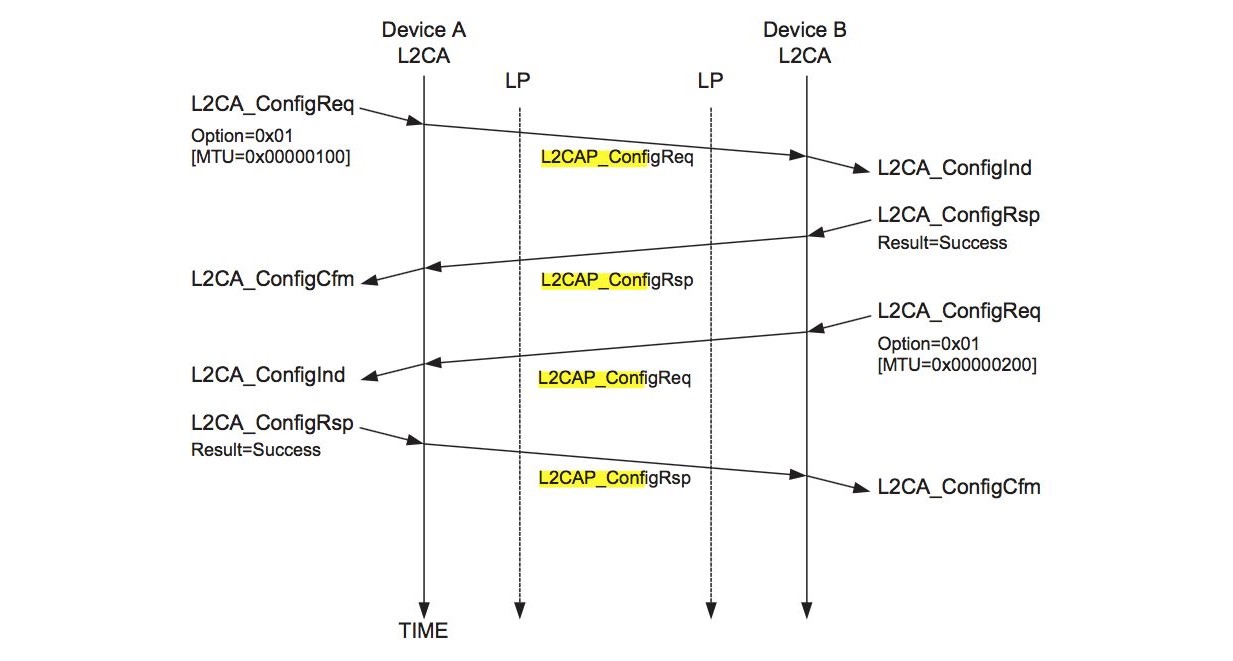 Device A
L2CA
Device B
L2CA
LP
LP
L2CA_ConfigReq
Option=0x01
[MTU=0x00000100]
L2CAP_ConfigReq
L2CA_ConfigInd
L2CA_ConfigRsp
Result=Success
L2CA_ConfigCfm
L2CAP_ConfigRsp
L2CA_ConfigReq
Option=0x01
[MTU=0x00000200]
L2CA_ConfigInd
L2CAP_ConfigReq
L2CA_ConfigRsp
Result=Success
L2CAP_ConfigRsp
L2CA_ConfigCfm
TIME